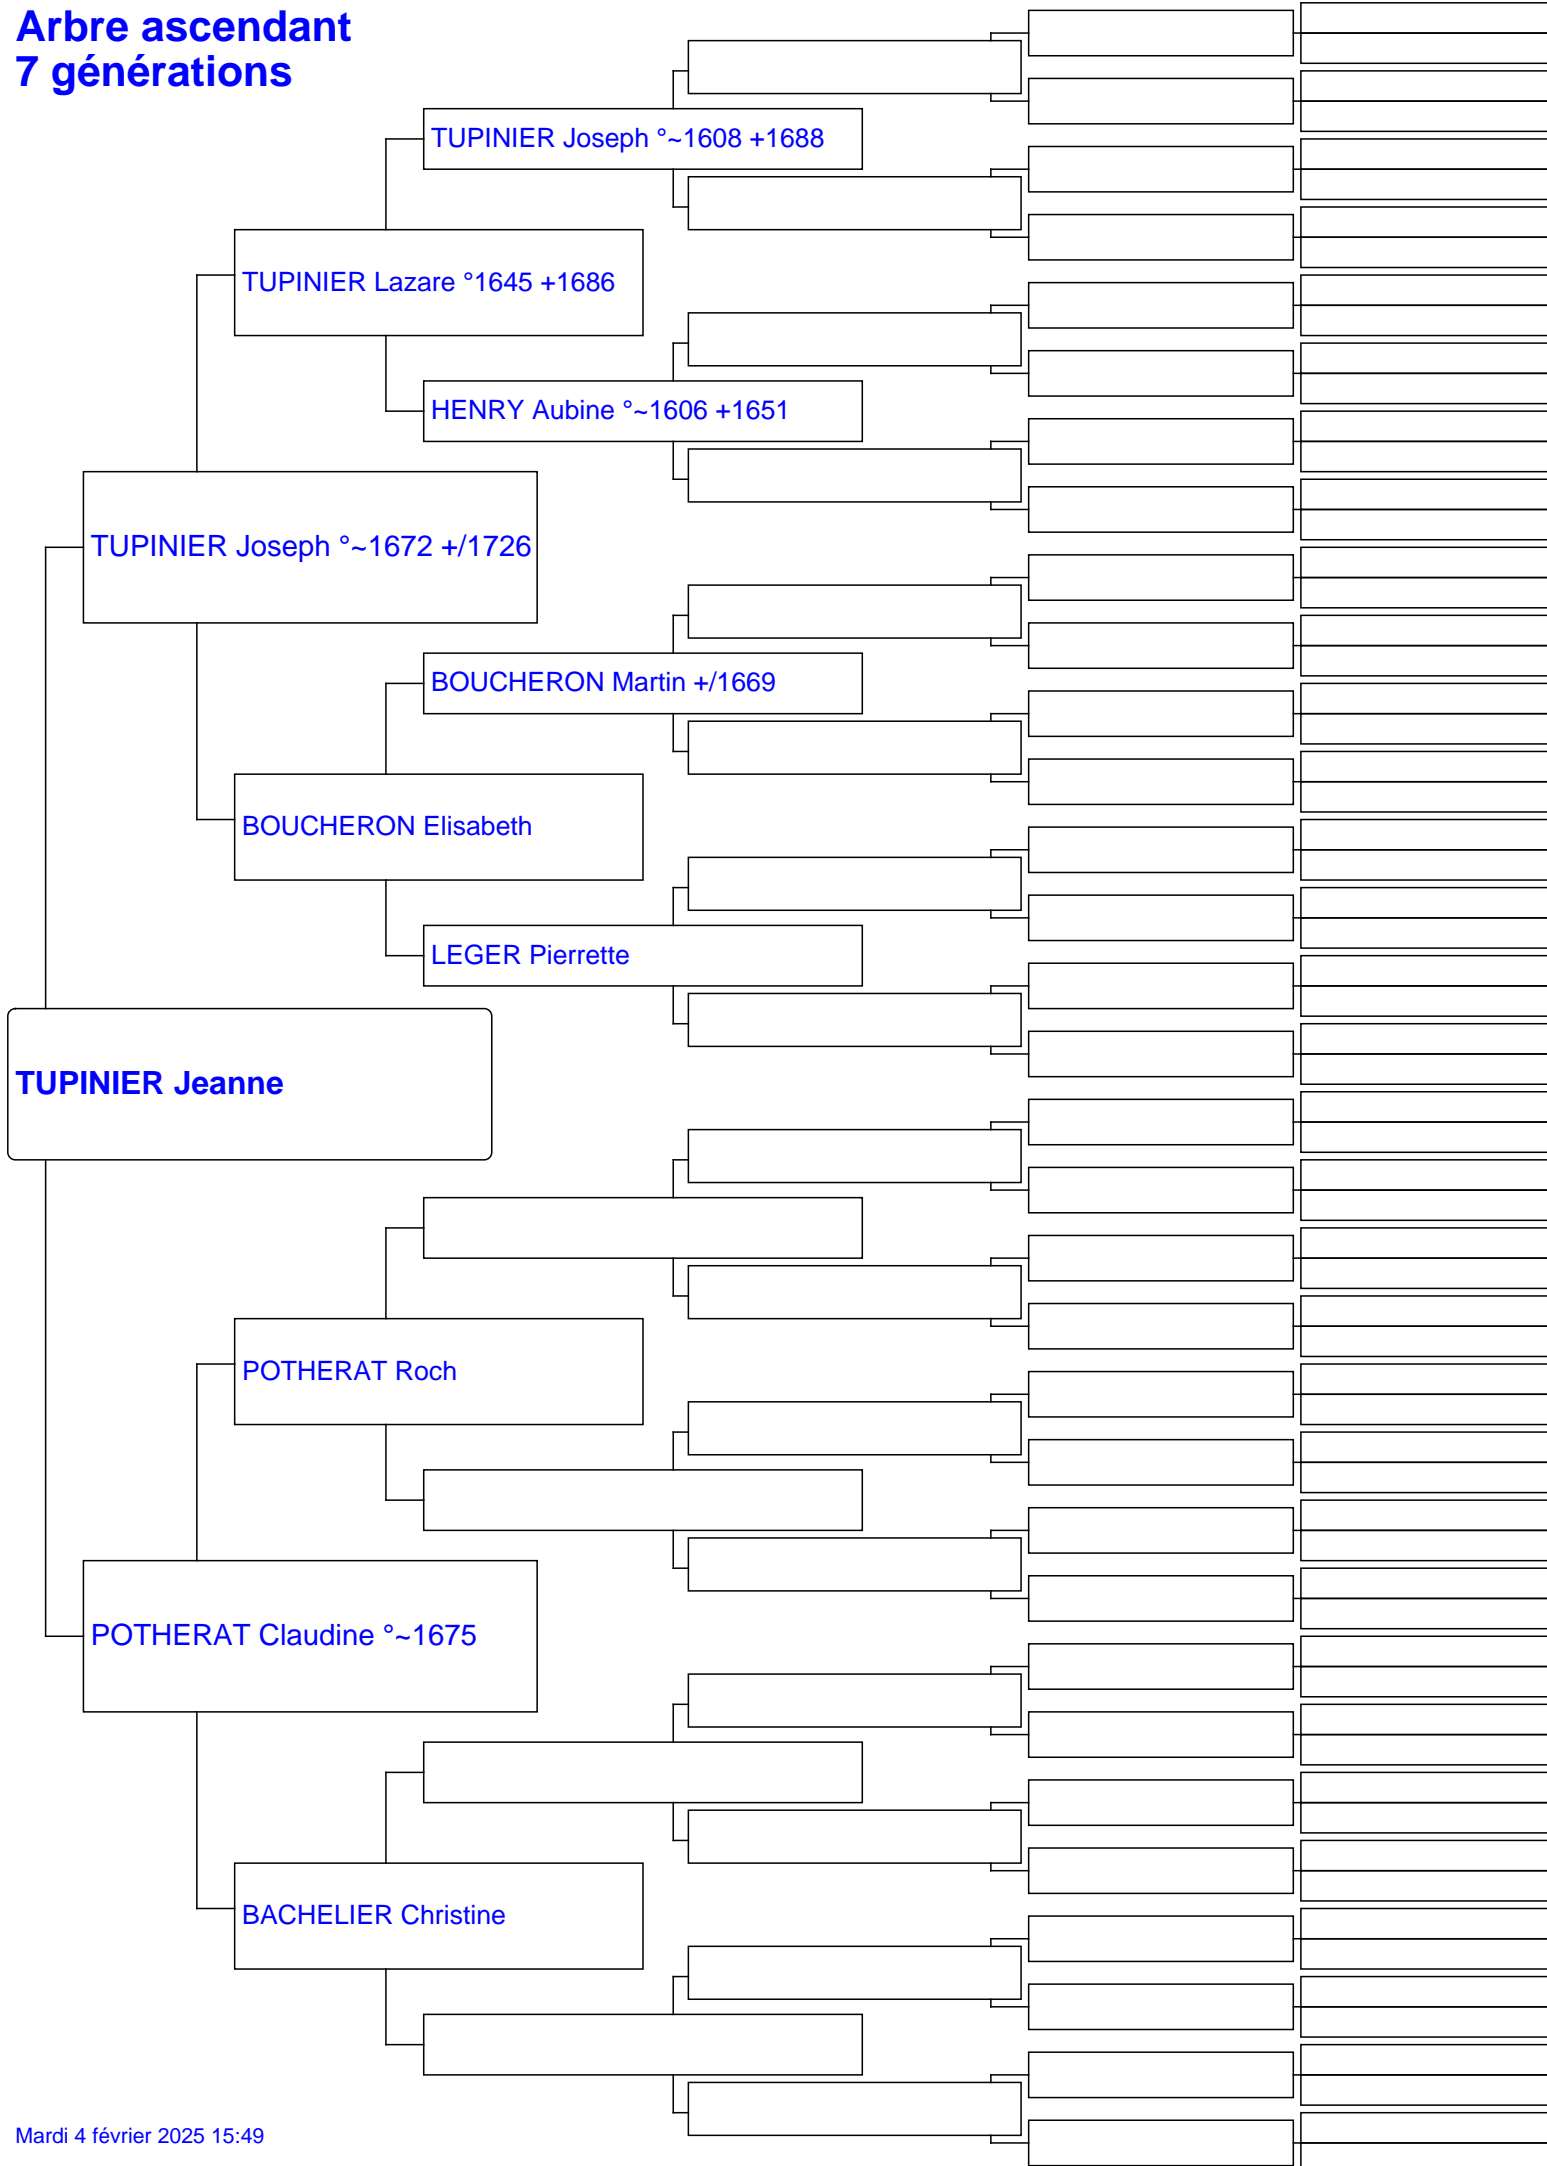 Arbre ascendant
7 générations
TUPINIER Joseph °~1608 +1688
TUPINIER Lazare °1645 +1686
HENRY Aubine °~1606 +1651
TUPINIER Joseph °~1672 +/1726
BOUCHERON Martin +/1669
BOUCHERON Elisabeth
LEGER Pierrette
TUPINIER Jeanne
POTHERAT Roch
POTHERAT Claudine °~1675
BACHELIER Christine
Mardi 4 février 2025 15:49